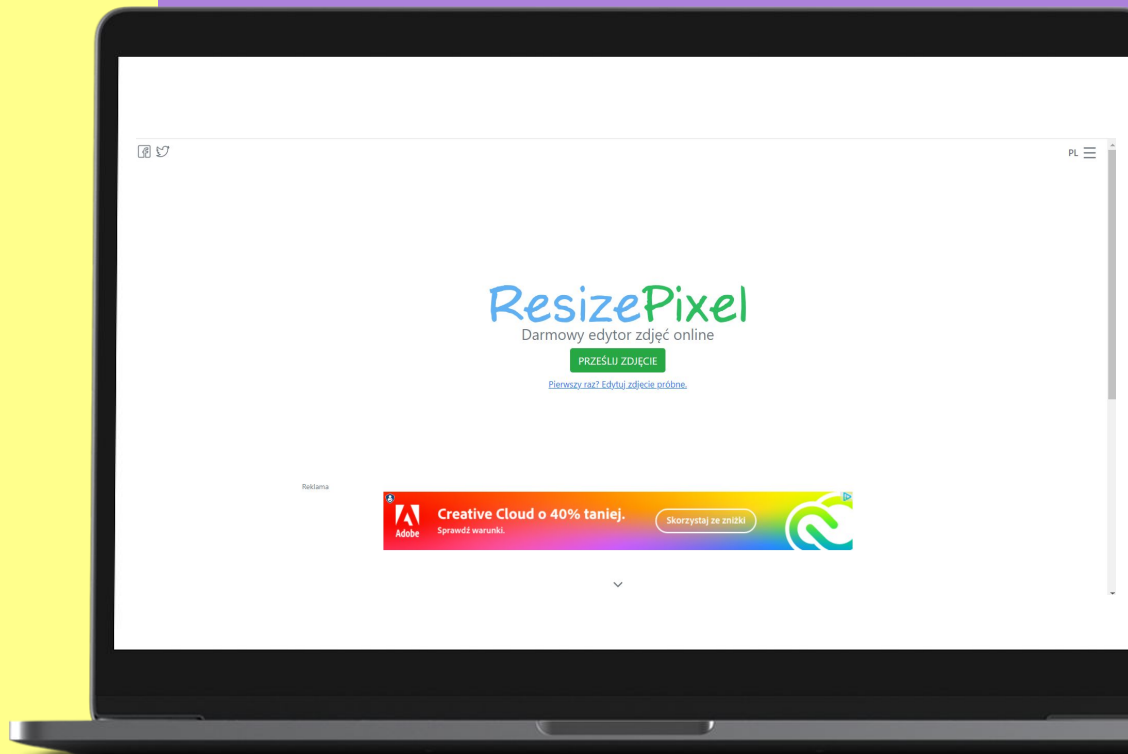 PL
ResizePixel
Darmowy edytor zdjęć online
PRZEŚLIJ ZDJĘCIE
Pierwszy raz? Edytuj zdjęcie próbne.
Reklama
Adobe
Creative Cloud o 40% taniej.
Sprawdź warunki.
Skorzystaj ze zniżki